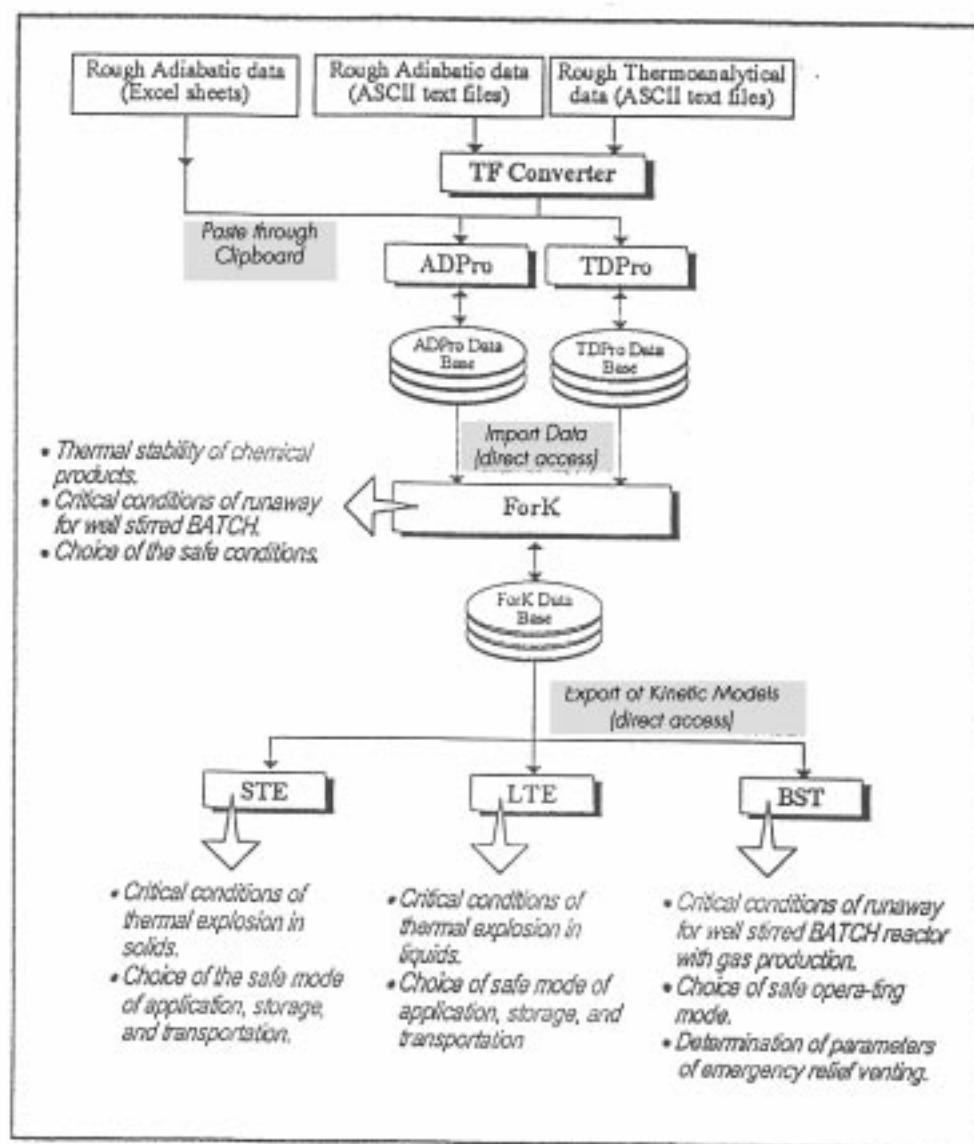 Rough Adiabatic data
(Excel sheets)
Rough Adiabatic data
(ASCII text files)
Rough Thermoanalytical
data (ASCII text files)
TF Converter
Paste through
Clipboard
ADPro
TDPro
ADPro Data
Base
TDPro Data
Base
Import Data
(direct access)
• Thermal stability of chemical
products.
• Critical conditions of runaway
for well stirred BATCH.
• Choice of the safe conditions.
ForK
ForK Data
Base
Export of Kinetic Models
(direct access)
STE
LTE
BST
• Critical conditions of
thermal explosion in
solids.
• Choice of the safe mode
of application, storage,
and transportation.
• Critical conditions of
thermal explosion in
liquids.
• Choice of safe mode of
application, storage, and
transportation
• Critical conditions of runaway
for well stirred BATCH reactor
with gas production.
• Choice of safe opera-ting
mode.
• Determination of parameters
of emergency relief venting.